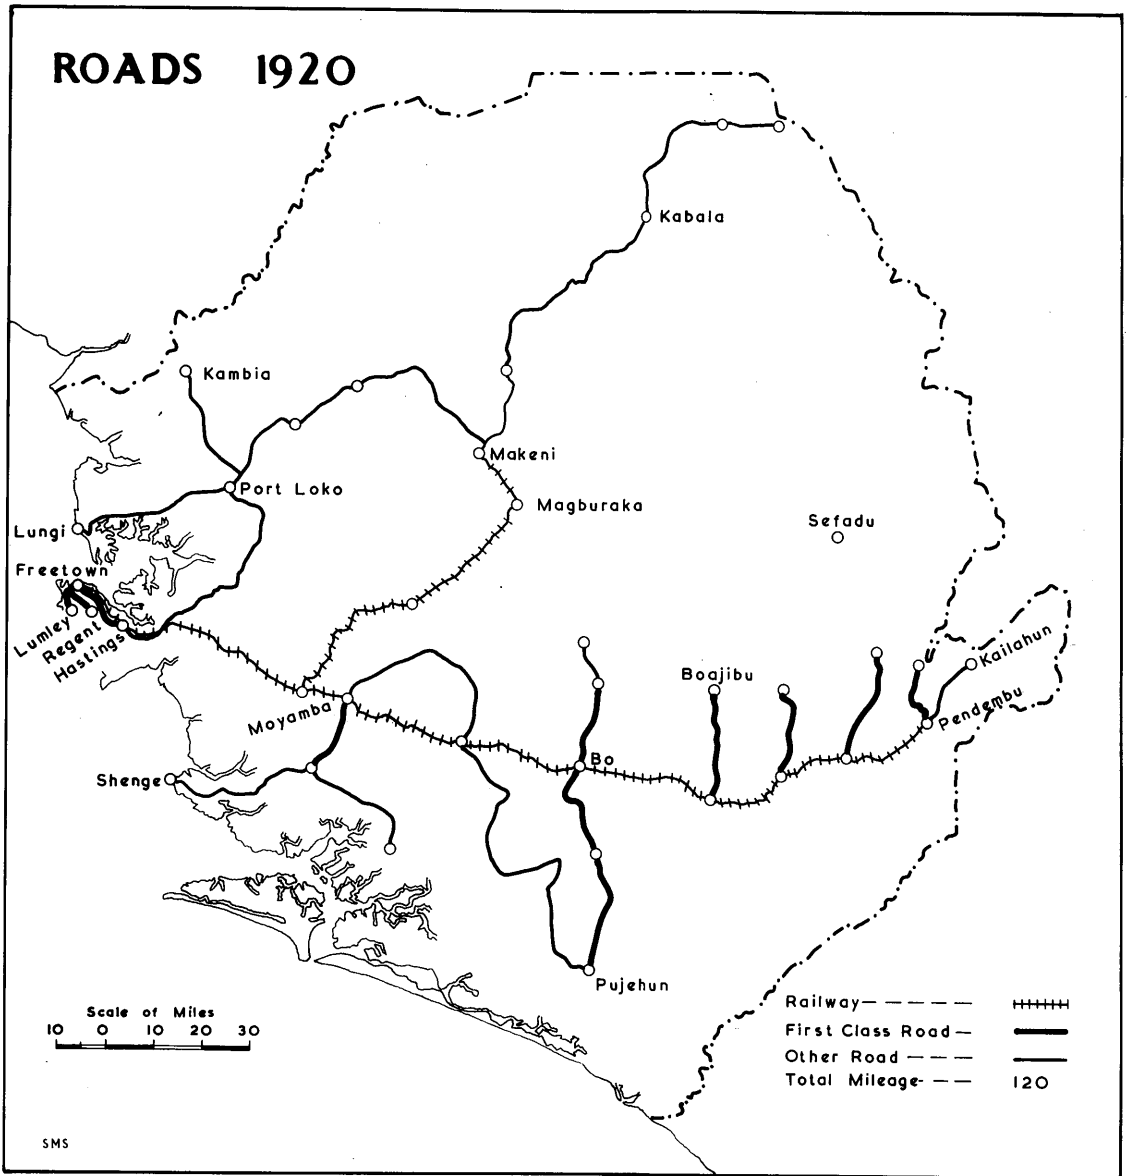 ROADS 1920
Kabala
Kambia
Makeni
Port Loko
Magburaka
Lungi
Sefadu
Freetown
Lumley
Regent
Hastings
Kailahun
Boajibu
Moyamba
Pendembu
Bo
Shenge
Pujehun
Scale of Miles
10 0 10 20 30
Railway
First Class Road
Other Road
Total Mileage 120
SMS